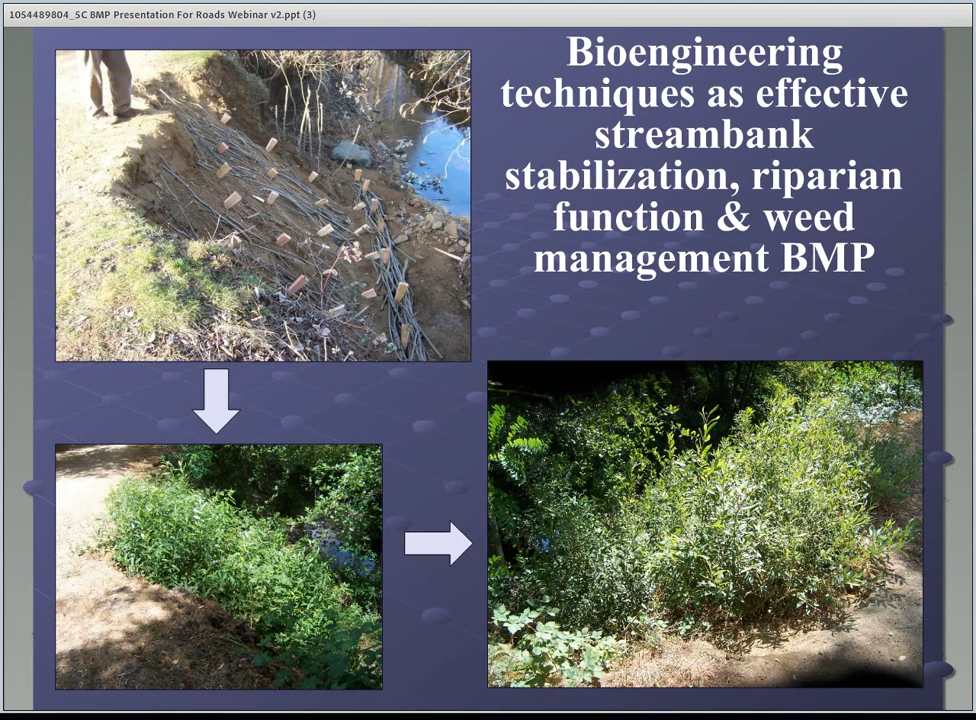 1054489804_5C BMP Presentation For Roads Webinar v2.ppt (3)
Bioengineering
techniques as effective
streambank
stabilization, riparian
function & weed
management BMP